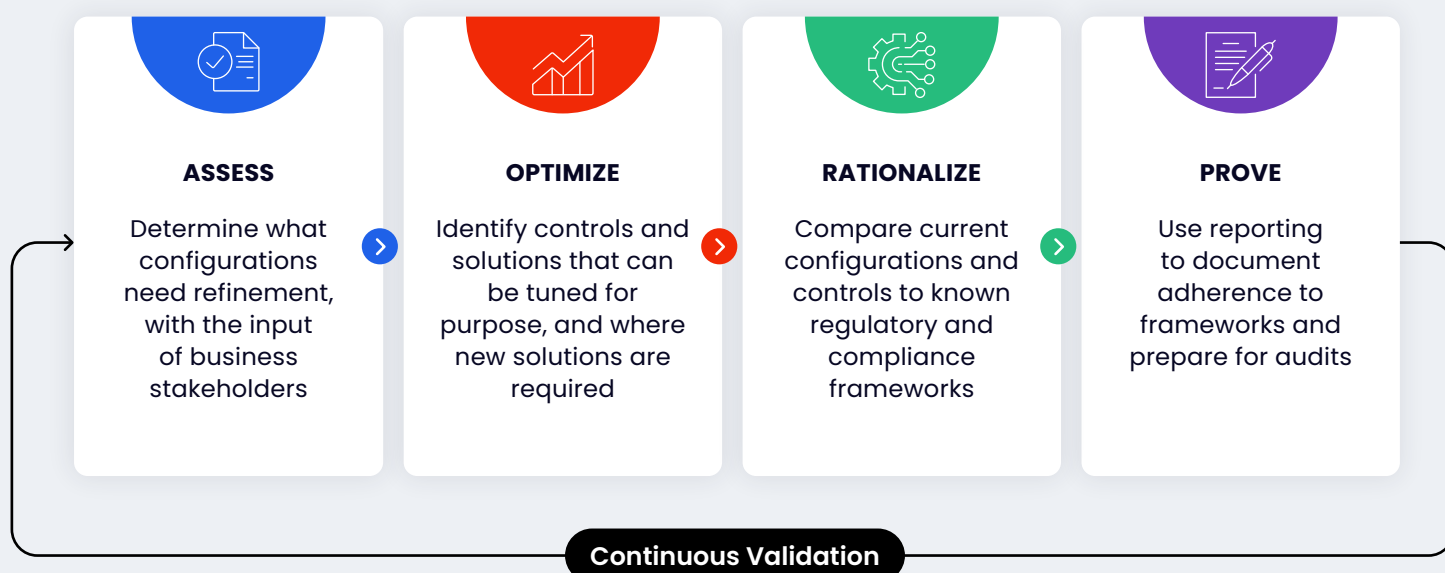 ASSESS
Determine what
configurations
need refinement,
with the input
of business
stakeholders
OPTIMIZE
Identify controls and
solutions that can
be tuned for
purpose, and where
new solutions are
required
RATIONALIZE
Compare current
configurations and
controls to known
regulatory and
compliance
frameworks
PROVE
Use reporting
to document
adherence to
frameworks and
prepare for audits
Continuous Validation